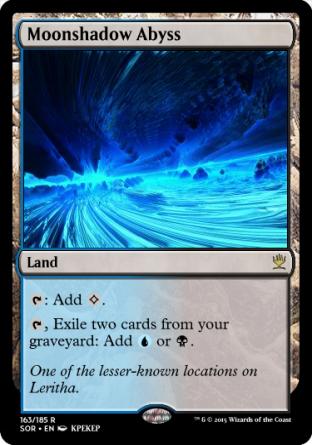 Moonshadow Abyss
Land
: Add .
, Exile two cards from your
graveyard: Add or .
One of the lesser-known locations on
Leritha.
163/185 R
SOR • EN KPEKEP
™ & © 2015 Wizards of the Coast